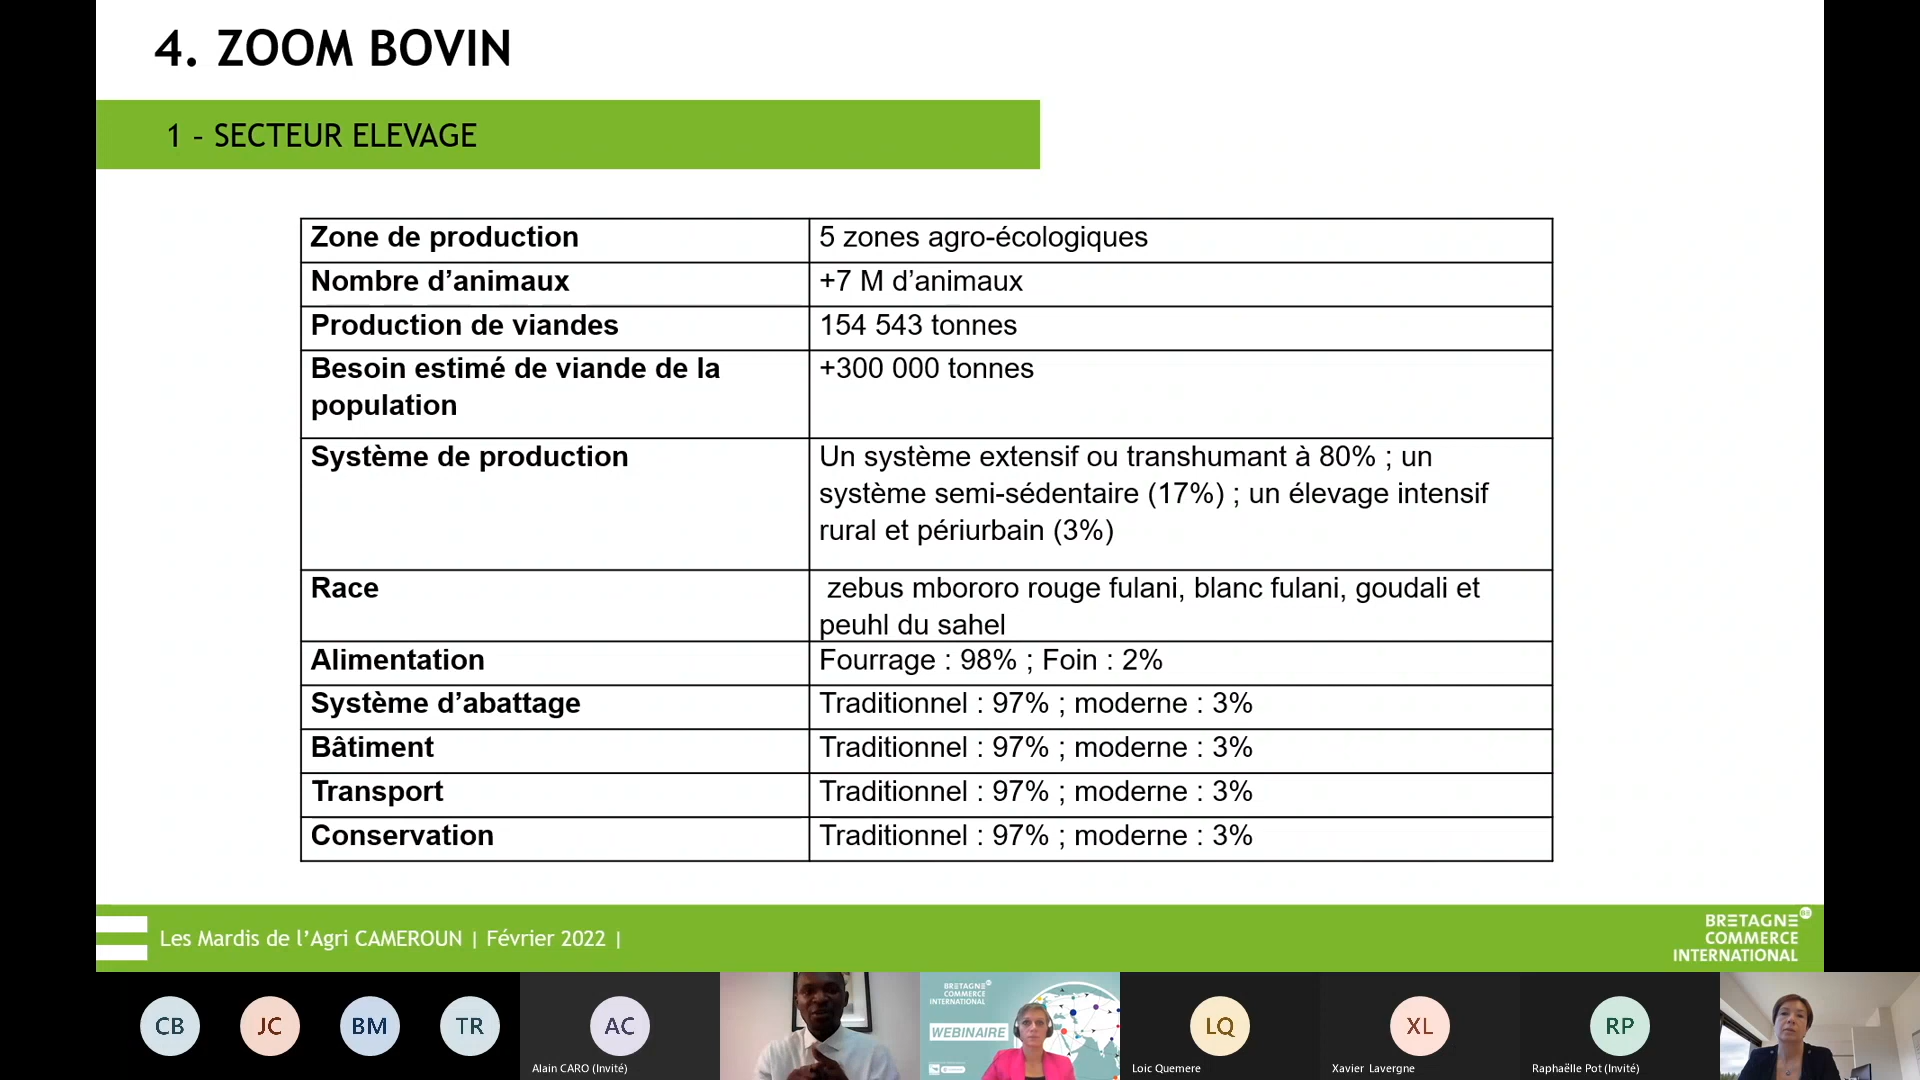 4. ZOOM BOVIN
1 – SECTEUR ELEVAGE
Zone de production
5 zones agro-écologiques
Nombre d’animaux
+7 M d’animaux
Production de viandes
154 543 tonnes
Besoin estimé de viande de la
population
+300 000 tonnes
Système de production
Un système extensif ou transhumant à 80% ; un
système semi-sédentaire (17%) ; un élevage intensif
rural et périurbain (3%)
Race
zebus mbororo rouge fulani, blanc fulani, goudali et
peuhl du sahel
Alimentation
Fourrage : 98% ; Foin : 2%
Système d’abattage
Traditionnel : 97% ; moderne : 3%
Bâtiment
Traditionnel : 97% ; moderne : 3%
Transport
Traditionnel : 97% ; moderne : 3%
Conservation
Traditionnel : 97% ; moderne : 3%
Les Mardis de l’Agri CAMEROUN | Février 2022 |
BRETAGNE
COMMERCE
INTERNATIONAL
CB
JC
BM
TR
AC
Alain CARO (Invité)
BRETAGNE
COMMERCE
INTERNATIONAL
WEBINAIRE
LQ
Loic Quemere
XL
Xavier Lavergne
RP
Raphaëlle Pot (Invité)